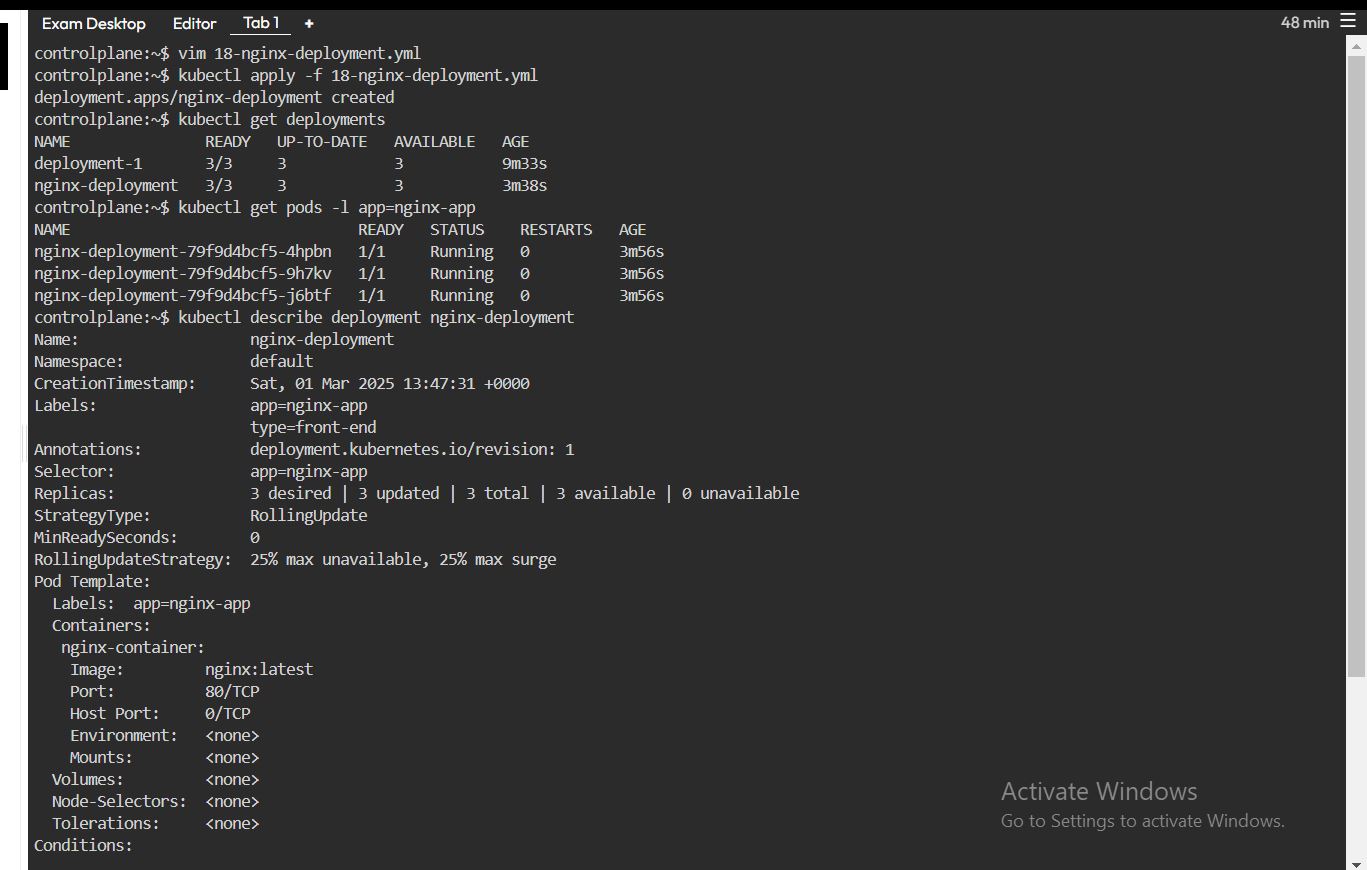 Exam Desktop Editor Tab 1 + 48 min
controlplane:~$ vim 18-nginx-deployment.yml
controlplane:~$ kubectl apply -f 18-nginx-deployment.yml
deployment.apps/nginx-deployment created
controlplane:~$ kubectl get deployments
NAME READY UP-TO-DATE AVAILABLE AGE
deployment-1 3/3 3 3 9m33s
nginx-deployment 3/3 3 3 3m38s
controlplane:~$ kubectl get pods -l app=nginx-app
NAME READY STATUS RESTARTS AGE
nginx-deployment-79f9d4bcf5-4hpbn 1/1 Running 0 3m56s
nginx-deployment-79f9d4bcf5-9h7kv 1/1 Running 0 3m56s
nginx-deployment-79f9d4bcf5-j6btf 1/1 Running 0 3m56s
controlplane:~$ kubectl describe deployment nginx-deployment
Name: nginx-deployment
Namespace: default
CreationTimestamp: Sat, 01 Mar 2025 13:47:31 +0000
Labels: app=nginx-app
type=front-end
Annotations: deployment.kubernetes.io/revision: 1
Selector: app=nginx-app
Replicas: 3 desired | 3 updated | 3 total | 3 available | 0 unavailable
StrategyType: RollingUpdate
MinReadySeconds: 0
RollingUpdateStrategy: 25% max unavailable, 25% max surge
Pod Template:
Labels: app=nginx-app
Containers:
nginx-container:
Image: nginx:latest
Port: 80/TCP
Host Port: 0/TCP
Environment: <none>
Mounts: <none>
Volumes: <none>
Node-Selectors: <none>
Tolerations: <none>
Conditions:
Activate Windows
Go to Settings to activate Windows.